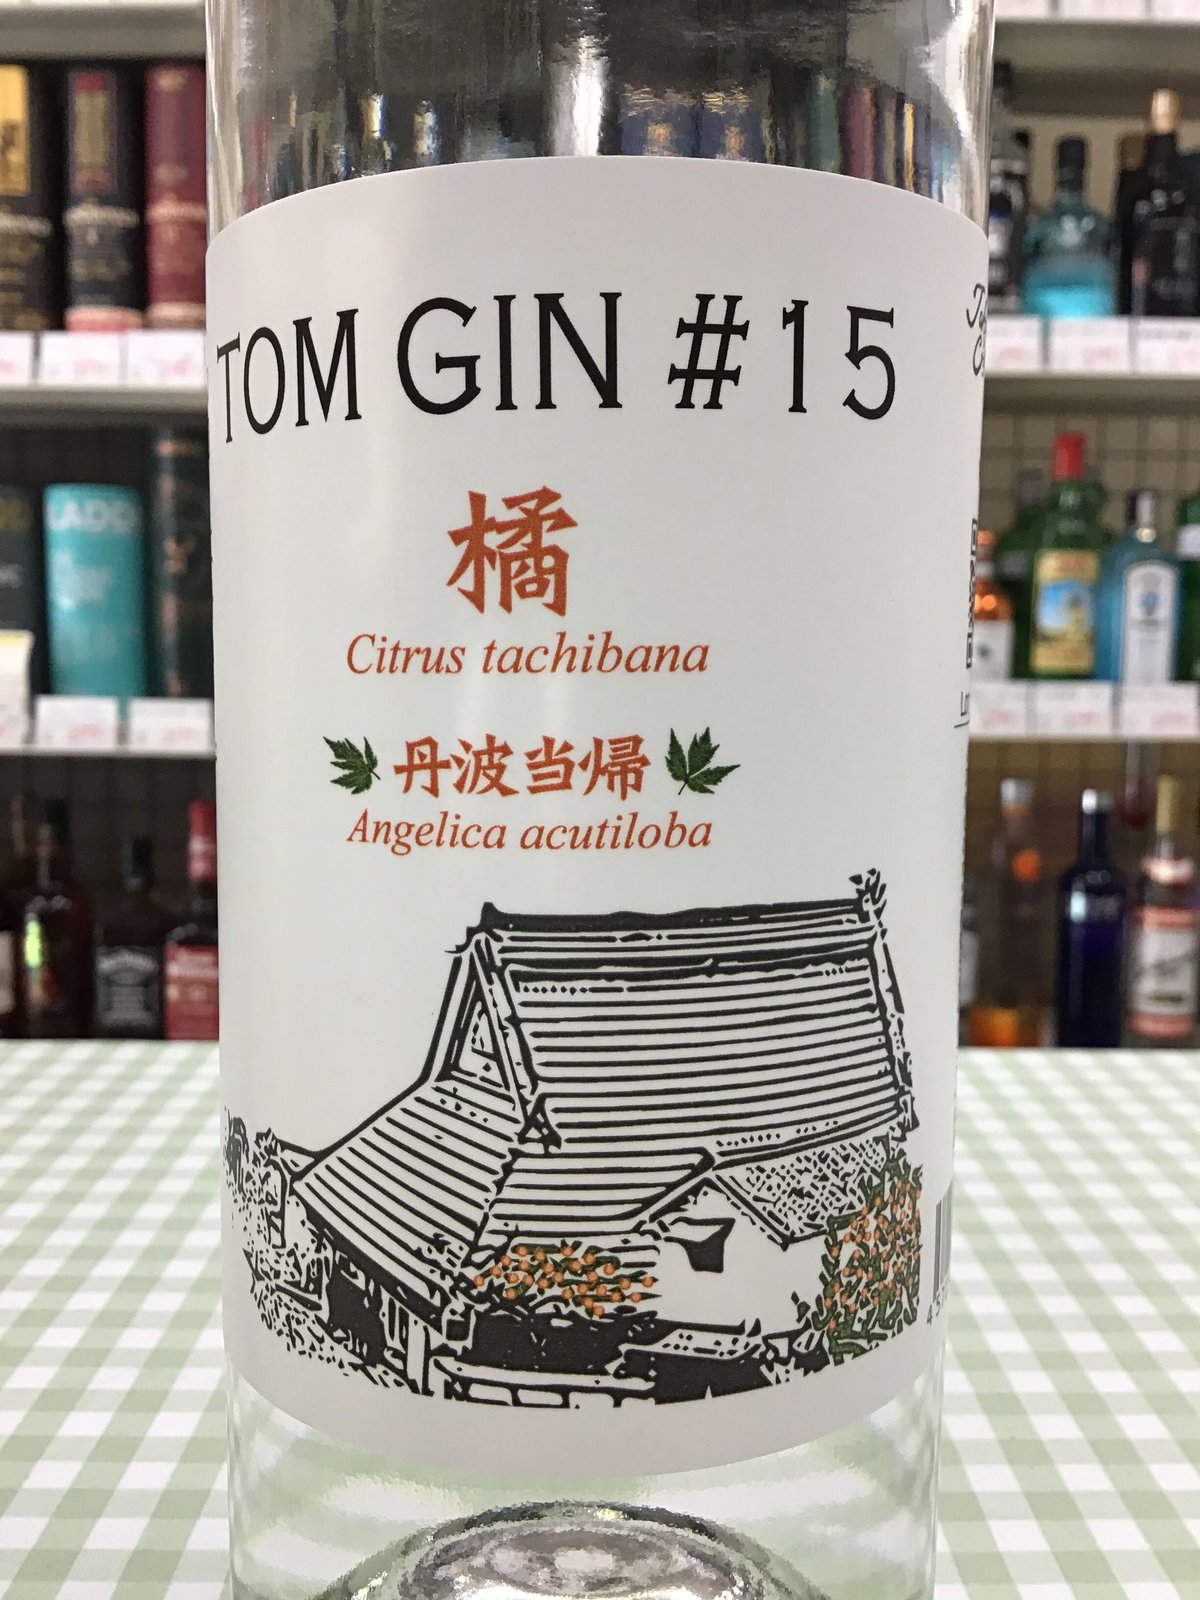 TOM GIN #15
橘
Citrus tachibana
丹波当帰
Angelica acutiloba